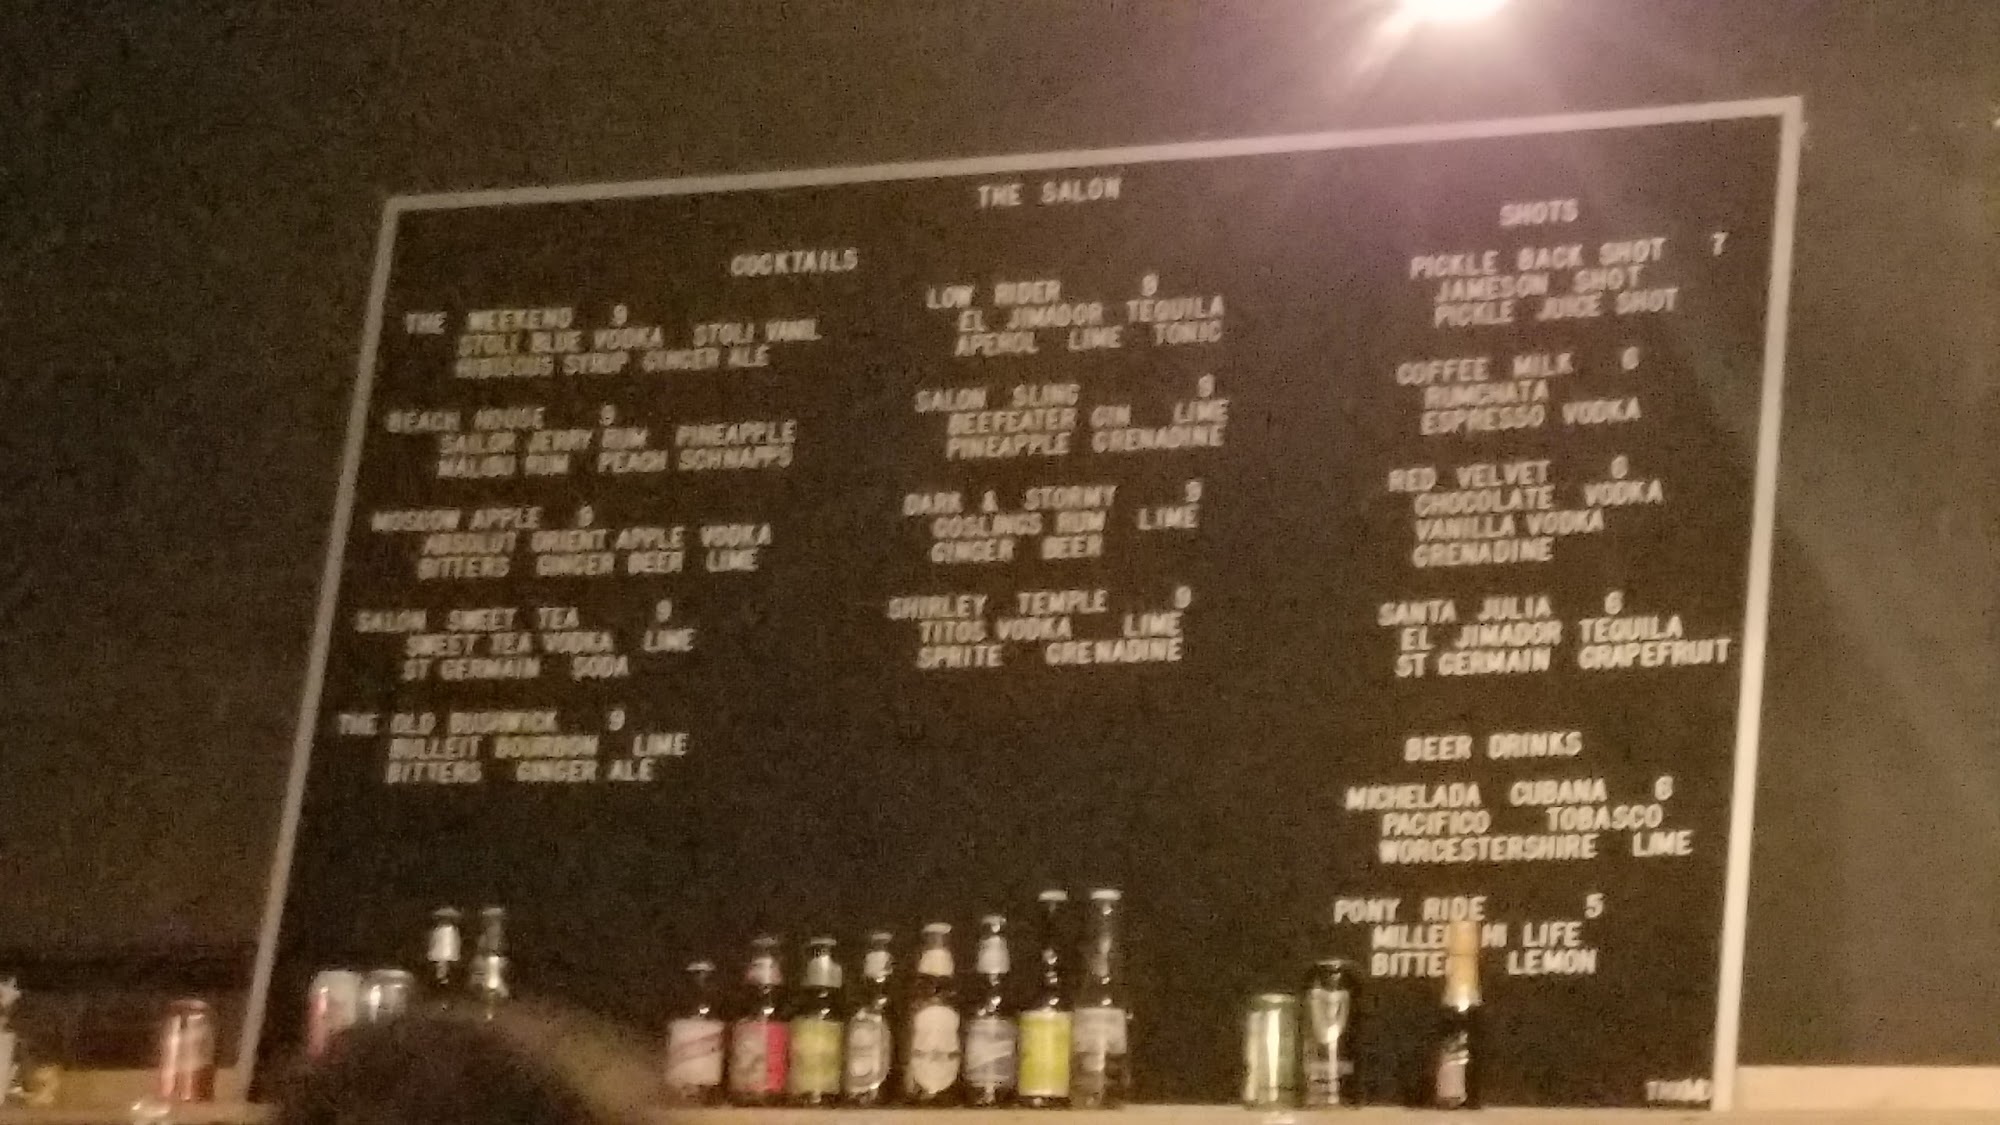 THE SALON
COCKTAILS
THE WEEKEND 9
STOLI BLUE VODKA STOLI VANIL
HIBISCUS SYRUP GINGER ALE
BEACH HOUSE 9
SAILOR JERRY RUM PINEAPPLE
MALIBU RUM PEACH SCHNAPPS
MOSCOW APPLE 9
ABSOLUT ORIENT APPLE VODKA
BITTERS GINGER BEER LIME
SALON SWEET TEA 9
SWEET TEA VODKA LIME
ST GERMAIN SODA
THE OLD BUSHWICK 9
BULLEIT BOURBON LIME
BITTERS GINGER ALE
LOW RIDER 9
EL JIMADOR TEQUILA
APEROL LIME TONIC
SALON SLING 9
BEEFEATER GIN LIME
PINEAPPLE GRENADINE
DARK & STORMY 9
GOSLINGS RUM LIME
GINGER BEER
SHIRLEY TEMPLE 9
TITOS VODKA LIME
SPRITE GRENADINE
SHOTS
PICKLE BACK SHOT 7
JAMESON SHOT
PICKLE JUICE SHOT
COFFEE MILK 6
RUMCHATA
ESPRESSO VODKA
RED VELVET 6
CHOCOLATE VODKA
VANILLA VODKA
GRENADINE
SANTA JULIA 6
EL JIMADOR TEQUILA
ST GERMAIN GRAPEFRUIT
BEER DRINKS
MICHELADA CUBANA 6
PACIFICO TOBASCO
WORCESTERSHIRE LIME
PONY RIDE 5
MILLE HI LIFE
BITTE LEMON